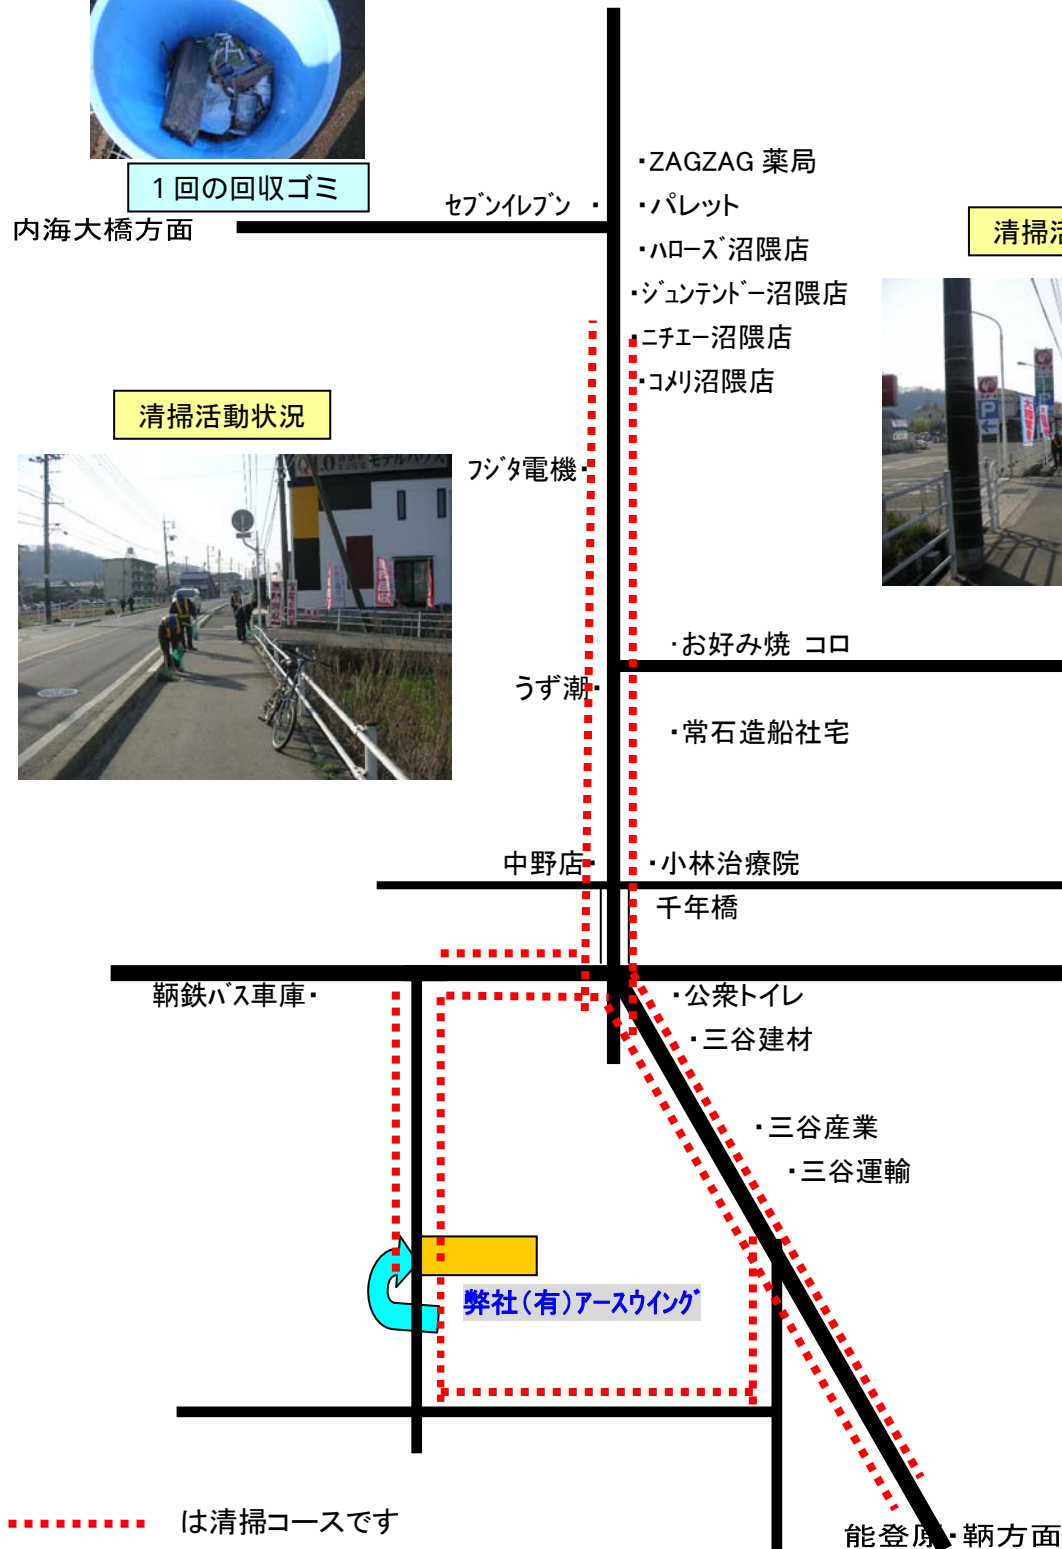 1回の回収ゴミ
・ZAGZAG 薬局
ｾﾌﾞﾝｲﾚﾌﾞﾝ ・
・パレット
内海大橋方面
清掃活
・ﾊﾛｰｽﾞ沼隈店
・ｼﾞｭﾝﾃﾝﾄﾞｰ沼隈店
・ニチエー沼隈店
・ｺﾒﾘ沼隈店
清掃活動状況
ﾌｼﾞﾀ電機・
・お好み焼 コロ
うず潮・
・常石造船社宅
中野店・
・小林治療院
千年橋
鞆鉄ﾊﾞｽ車庫・
・公衆トイレ
・三谷建材
・三谷産業
・三谷運輸
弊社（有）ｱｰｽｳｲﾝｸﾞ
は清掃コースです
能登原・鞆方面